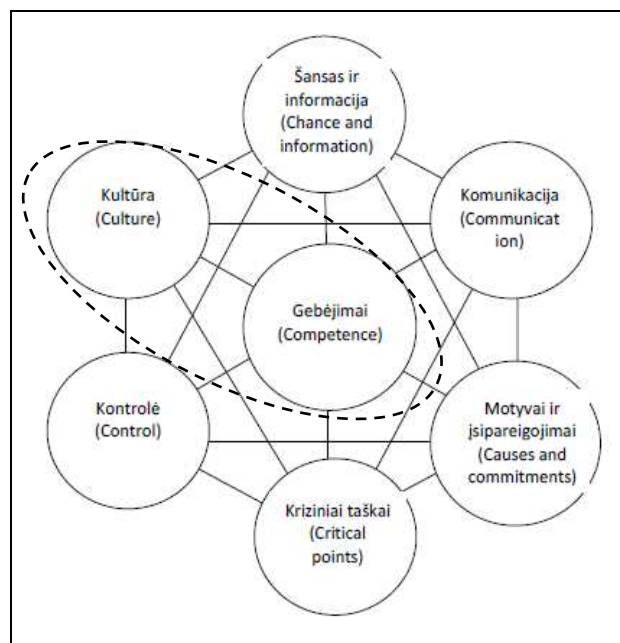 Šansas ir
informacija
(Chance and
information)
Kultūra
(Culture)
Komunikacija
(Communicat
ion)
Gebėjimai
(Competence)
Kontrolė
(Control)
Motyvai ir
įsipareigojimai
(Causes and
commitments)
Kriziniai taškai
(Critical
points)